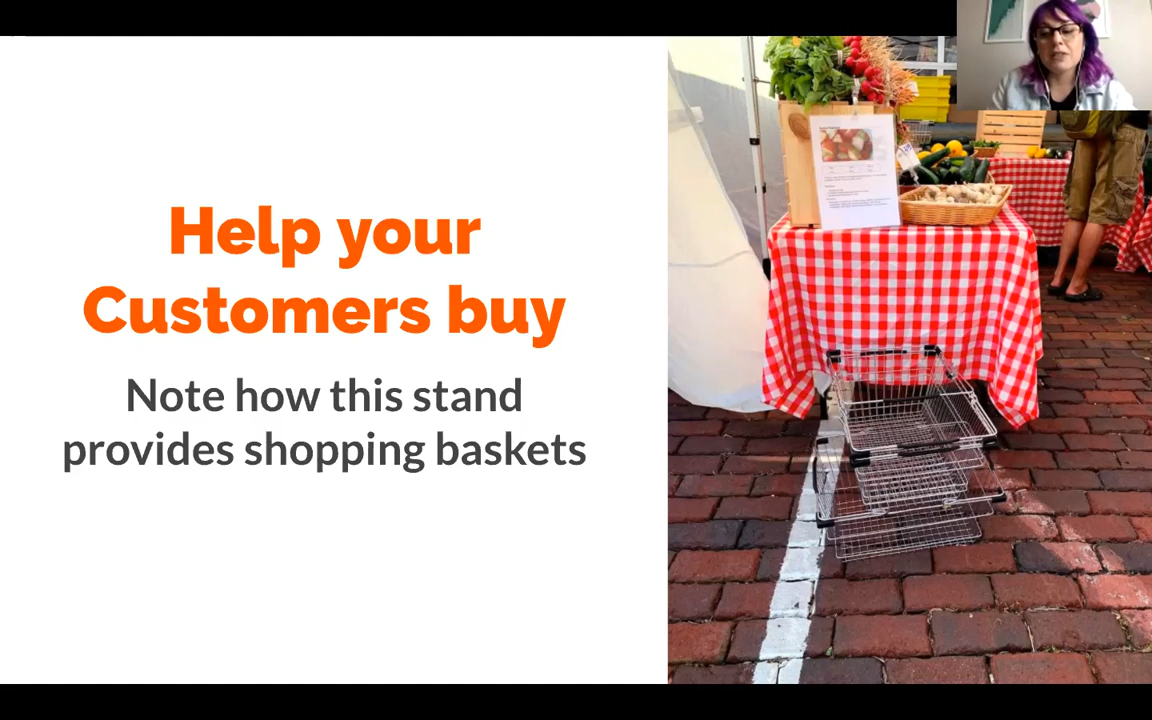 Help your
Customers buy
Note how this stand
provides shopping baskets